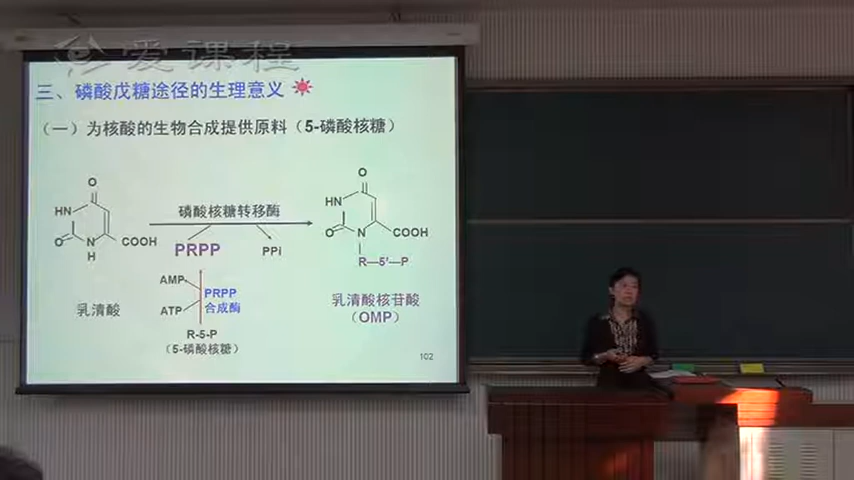 爱课程
三、磷酸戊糖途径的生理意义
（一）为核酸的生物合成提供原料（5-磷酸核糖）
O
HN
O
N
H
COOH
乳清酸
磷酸核糖转移酶
PRPP
PPi
AMP
ATP
PRPP
合成酶
R-5-P
（5-磷酸核糖）
O
HN
O
N
COOH
R—5'—P
乳清酸核苷酸
（OMP）
102